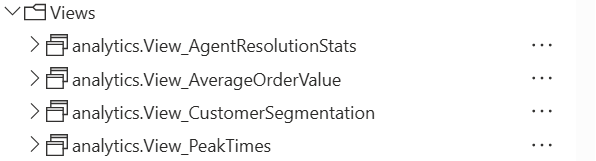 Views
analytics.View_AgentResolutionStats
analytics.View_AverageOrderValue
analytics.View_CustomerSegmentation
analytics.View_PeakTimes